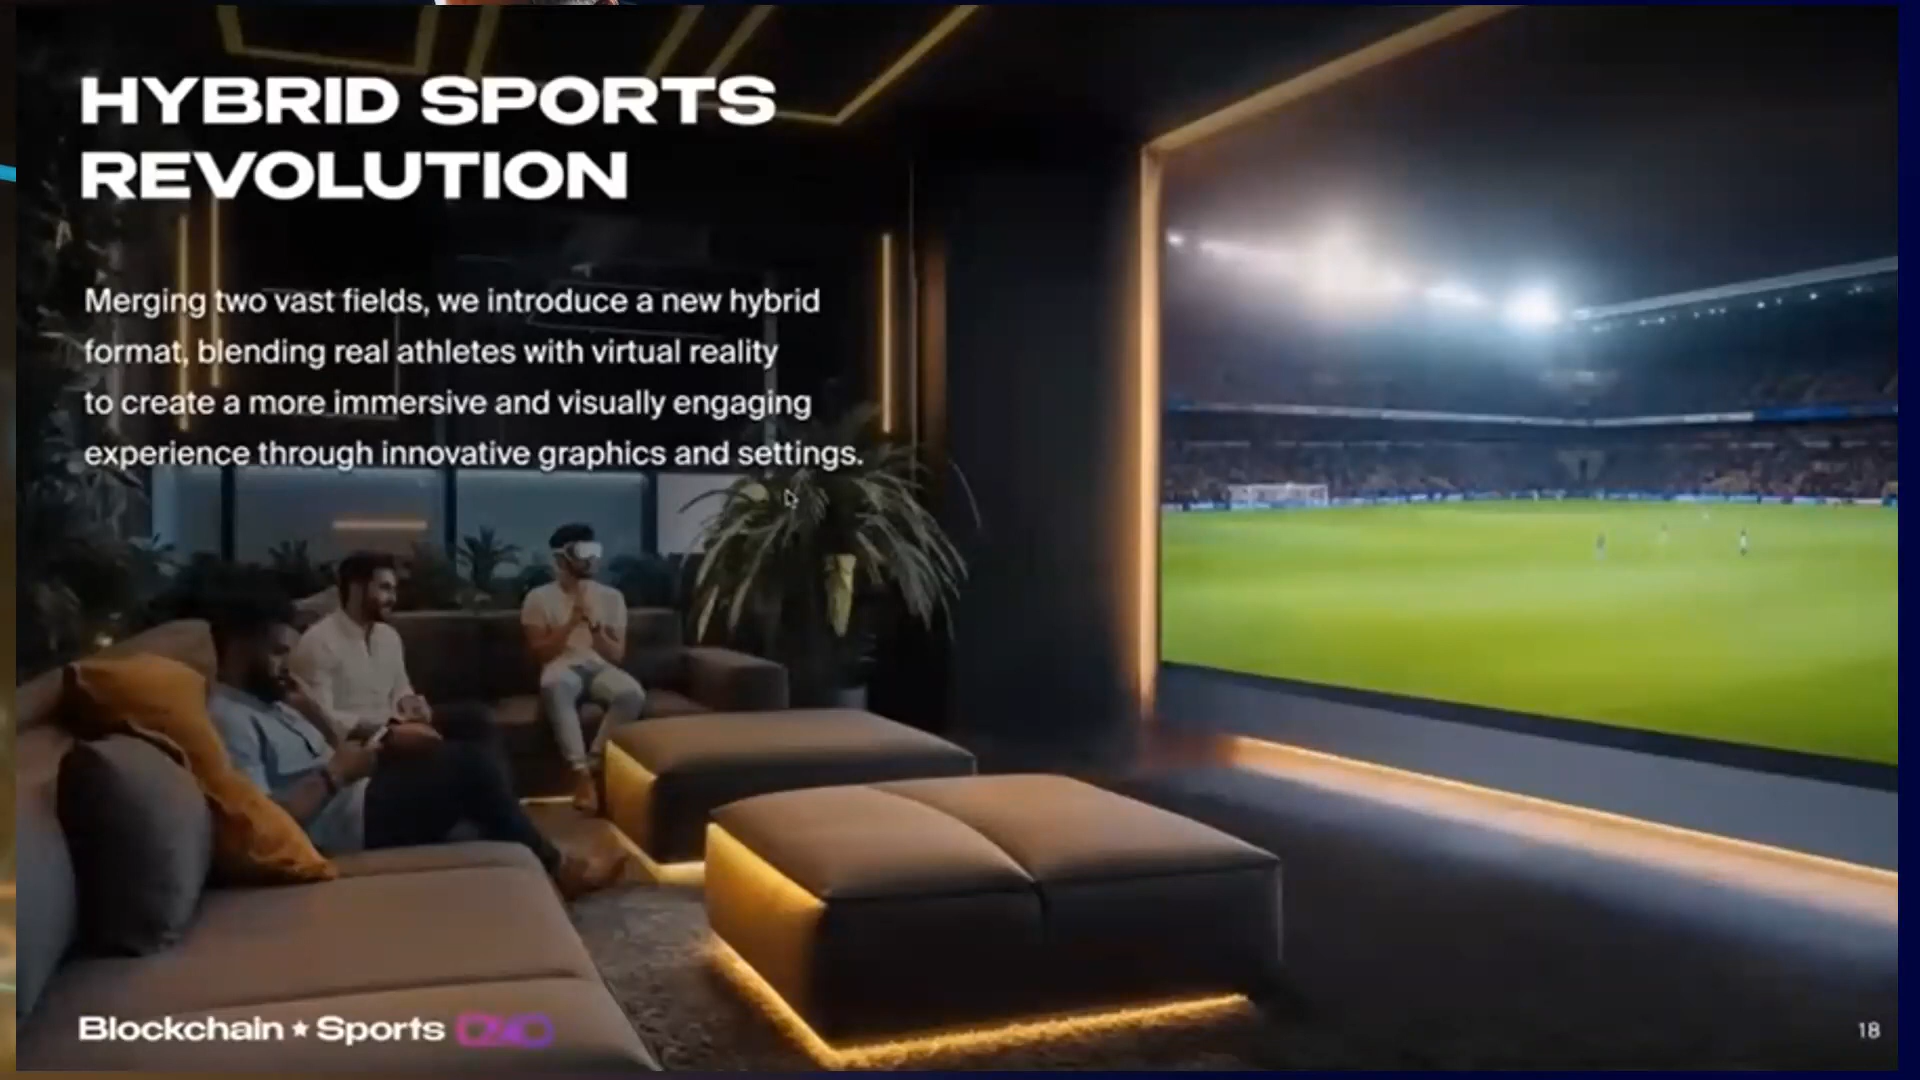 HYBRID SPORTS
REVOLUTION
Merging two vast fields, we introduce a new hybrid
format, blending real athletes with virtual reality
to create a more immersive and visually engaging
experience through innovative graphics and settings.
Blockchain ★ Sports
18